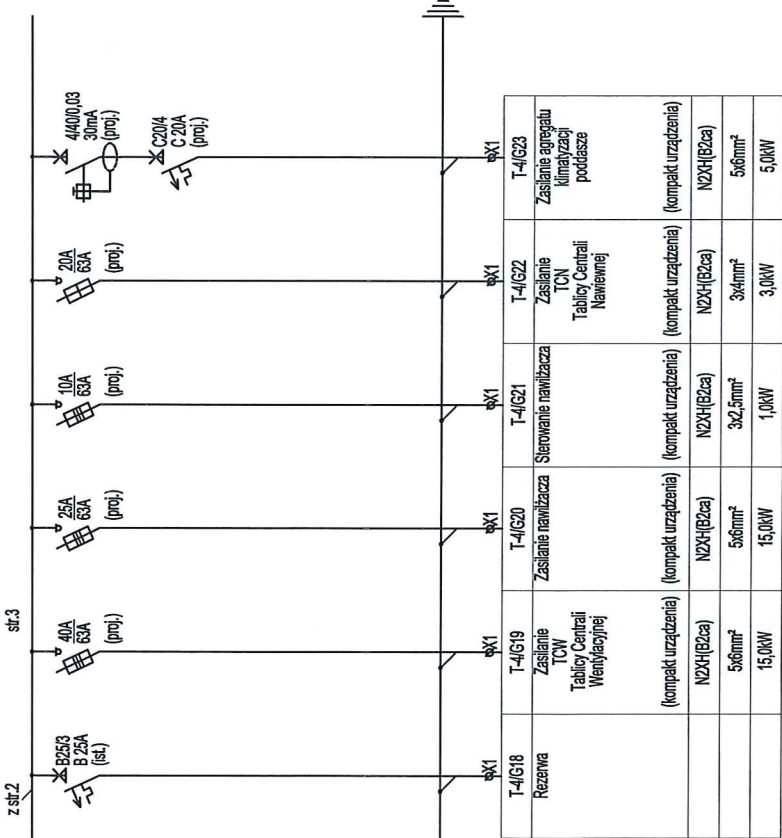 z str.2
str.3
B25/3
B 25A
(ist.)
40A
63A
(proj.)
25A
63A
(proj.)
10A
63A
(proj.)
20A
63A
(proj.)
4/40/0,03
30mA
(proj.)
C20/4
C 20A
(proj.)
X1
X1
X1
X1
X1
X1
T-4/G18
Rezerwa
T-4/G19
Zasilanie
TCW
Tablicy Centrali
Wentylacyjnej
(kompakt urządzenia)
N2XH(B2ca)
5x6mm²
15,0kW
T-4/G20
Zasilanie nawilżacza
(kompakt urządzenia)
N2XH(B2ca)
5x6mm²
15,0kW
T-4/G21
Sterowanie nawilżacza
(kompakt urządzenia)
N2XH(B2ca)
3x2,5mm²
1,0kW
T-4/G22
Zasilanie
TCN
Tablicy Centrali
Nawiewnej
(kompakt urządzenia)
N2XH(B2ca)
3x4mm²
3,0kW
T-4/G23
Zasilanie agregatu
klimatyzacji
poddasze
(kompakt urządzenia)
N2XH(B2ca)
5x6mm²
5,0kW